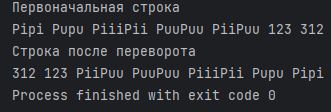 Первоначальная строка
Pipi Pupu PiiiPii PuuPuu PiiPuu 123 312
Строка после переворота
312 123 PiiPuu PuuPuu PiiiPii Pupu Pipi
Process finished with exit code 0